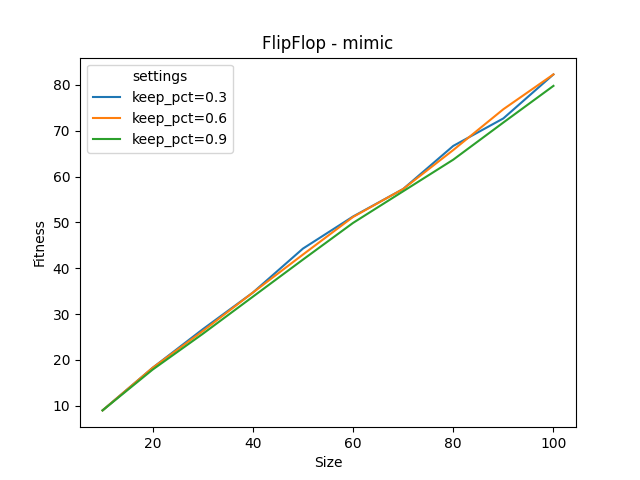 FlipFlop - mimic
settings
keep_pct=0.3
keep_pct=0.6
keep_pct=0.9
Fitness
80
70
60
50
40
30
20
10
20 40 60 80 100
Size